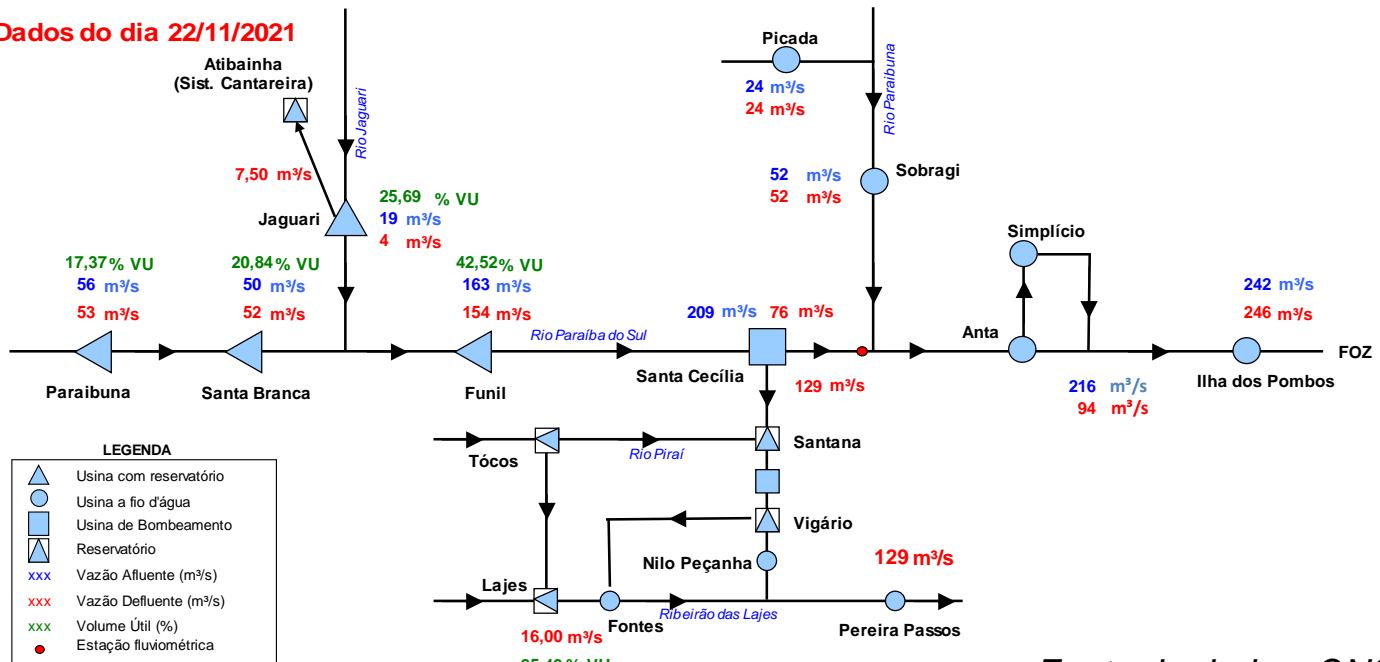 Dados do dia 22/11/2021
Atibainha
(Sist. Cantareira)
Rio Jaguari
7,50 m³/s
Jaguari
25,69 % VU
19 m³/s
4 m³/s
Picada
24 m³/s
24 m³/s
Rio Paraibuna
52 m³/s
52 m³/s
Sobragi
Simplício
17,37% VU
56 m³/s
53 m³/s
Paraibuna
20,84% VU
50 m³/s
52 m³/s
Santa Branca
42,52% VU
163 m³/s
154 m³/s
Funil
Rio Paraíba do Sul
209 m³/s 76 m³/s
Santa Cecília
129 m³/s
Anta
216 m³/s
94 m³/s
242 m³/s
246 m³/s
Ilha dos Pombos
FOZ
Tócos
Rio Piraí
Santana
Vigário
Nilo Peçanha
129 m³/s
Lajes
Fontes
Ribeirão das Lajes
Pereira Passos
16,00 m³/s
LEGENDA
Usina com reservatório
Usina a fio d'água
Usina de Bombeamento
Reservatório
xxx Vazão Afluente (m³/s)
xxx Vazão Defluente (m³/s)
xxx Volume Útil (%)
Estação fluviométrica